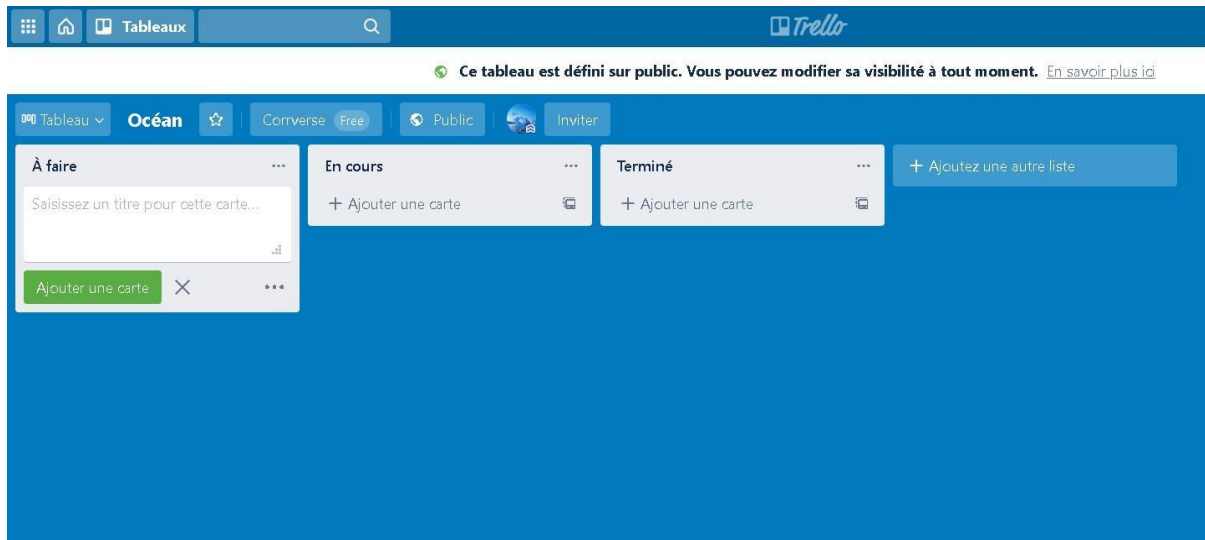 Tableaux
Trello
Ce tableau est défini sur public. Vous pouvez modifier sa visibilité à tout moment. En savoir plus ici
Tableau Océan Corrverse Free Public Inviter
À faire
Saisissez un titre pour cette carte...
Ajouter une carte
En cours
+ Ajouter une carte
Terminé
+ Ajouter une carte
+ Ajoutez une autre liste